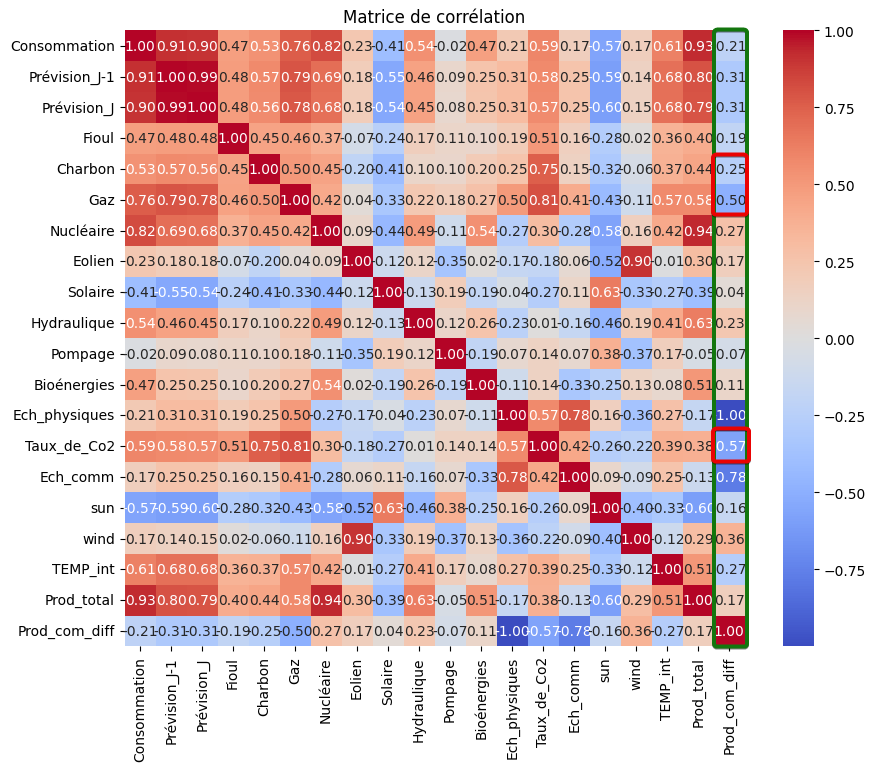 Matrice de corrélation
Consommation 1.00 0.91 0.90 0.47 0.53 0.76 0.82 0.23 -0.41 0.54 -0.02 0.47 0.21 0.59 0.17 -0.57 0.17 0.61 0.93 0.21
Prévision_J-1 0.91 1.00 0.99 0.48 0.57 0.79 0.69 0.18 -0.55 0.46 0.09 0.25 0.31 0.58 0.25 -0.59 0.14 0.68 0.80 0.31
Prévision_J 0.90 0.99 1.00 0.48 0.56 0.78 0.68 0.18 -0.54 0.45 0.08 0.25 0.31 0.57 0.25 -0.60 0.15 0.68 0.79 0.31
Fioul 0.47 0.48 0.48 1.00 0.45 0.46 0.37 -0.07 -0.24 0.17 0.11 0.10 0.19 0.51 0.16 -0.28 0.02 0.36 0.40 0.19
Charbon 0.53 0.57 0.56 0.45 1.00 0.50 0.45 -0.20 -0.41 0.10 0.10 0.20 0.25 0.75 0.15 -0.32 -0.06 0.37 0.44 0.25
Gaz 0.76 0.79 0.78 0.46 0.50 1.00 0.42 0.04 -0.33 0.22 0.18 0.27 0.50 0.81 0.41 -0.43 -0.11 0.57 0.58 0.50
Nucléaire 0.82 0.69 0.68 0.37 0.45 0.42 1.00 0.09 -0.44 0.49 -0.11 0.54 -0.27 0.30 -0.28 -0.58 0.16 0.42 0.94 0.27
Eolien 0.23 0.18 0.18 -0.07 -0.20 0.04 0.09 1.00 -0.12 0.12 -0.35 0.02 -0.17 -0.18 0.06 -0.52 0.90 -0.01 0.30 0.17
Solaire -0.41 -0.55 -0.54 -0.24 -0.41 -0.33 -0.44 -0.12 1.00 -0.13 0.19 -0.19 -0.04 -0.27 0.11 0.63 -0.33 -0.27 -0.39 0.04
Hydraulique 0.54 0.46 0.45 0.17 0.10 0.22 0.49 0.12 -0.13 1.00 0.12 0.26 -0.23 0.01 -0.16 -0.46 0.19 0.41 0.63 0.23
Pompage -0.02 0.09 0.08 0.11 0.10 0.18 -0.11 -0.35 0.19 0.12 1.00 -0.19 0.07 0.14 0.07 0.38 -0.37 0.17 -0.05 0.07
Bioénergies 0.47 0.25 0.25 0.10 0.20 0.27 0.54 0.02 -0.19 0.26 -0.19 1.00 -0.11 0.14 -0.33 -0.25 0.13 0.08 0.51 0.11
Ech_physiques 0.21 0.31 0.31 0.19 0.25 0.50 -0.27 -0.17 -0.04 -0.23 0.07 -0.11 1.00 0.57 0.78 0.16 -0.36 0.27 -0.17 1.00
Taux_de_Co2 0.59 0.58 0.57 0.51 0.75 0.81 0.30 -0.18 -0.27 0.01 0.14 0.14 0.57 1.00 0.42 -0.26 -0.22 0.39 0.38 0.57
Ech_comm 0.17 0.25 0.25 0.16 0.15 0.41 -0.28 0.06 0.11 -0.16 0.07 -0.33 0.78 0.42 1.00 0.09 -0.09 0.25 -0.13 0.78
sun -0.57 -0.59 -0.60 -0.28 -0.32 -0.43 -0.58 -0.52 0.63 -0.46 0.38 -0.25 0.16 -0.26 0.09 1.00 -0.40 -0.33 -0.60 0.16
wind 0.17 0.14 0.15 0.02 -0.06 -0.11 0.16 0.90 -0.33 0.19 -0.37 0.13 -0.36 -0.22 -0.09 -0.40 1.00 -0.12 0.29 0.36
TEMP_int 0.61 0.68 0.68 0.36 0.37 0.57 0.42 -0.01 -0.27 0.41 0.17 0.08 0.27 0.39 0.25 -0.33 -0.12 1.00 0.51 0.27
Prod_total 0.93 0.80 0.79 0.40 0.44 0.58 0.94 0.30 -0.39 0.63 -0.05 0.51 -0.17 0.38 -0.13 -0.60 0.29 0.51 1.00 0.17
Prod_com_diff -0.21 -0.31 -0.31 -0.19 -0.25 -0.50 0.27 0.17 0.04 0.23 -0.07 0.11 -1.00 -0.57 -0.78 -0.16 0.36 -0.27 0.17 1.00
Consommation
Prévision_J-1
Prévision_J
Fioul
Charbon
Gaz
Nucléaire
Eolien
Solaire
Hydraulique
Pompage
Bioénergies
Ech_physiques
Taux_de_Co2
Ech_comm
sun
wind
TEMP_int
Prod_total
Prod_com_diff
1.00
0.75
0.50
0.25
0.00
−0.25
−0.50
−0.75